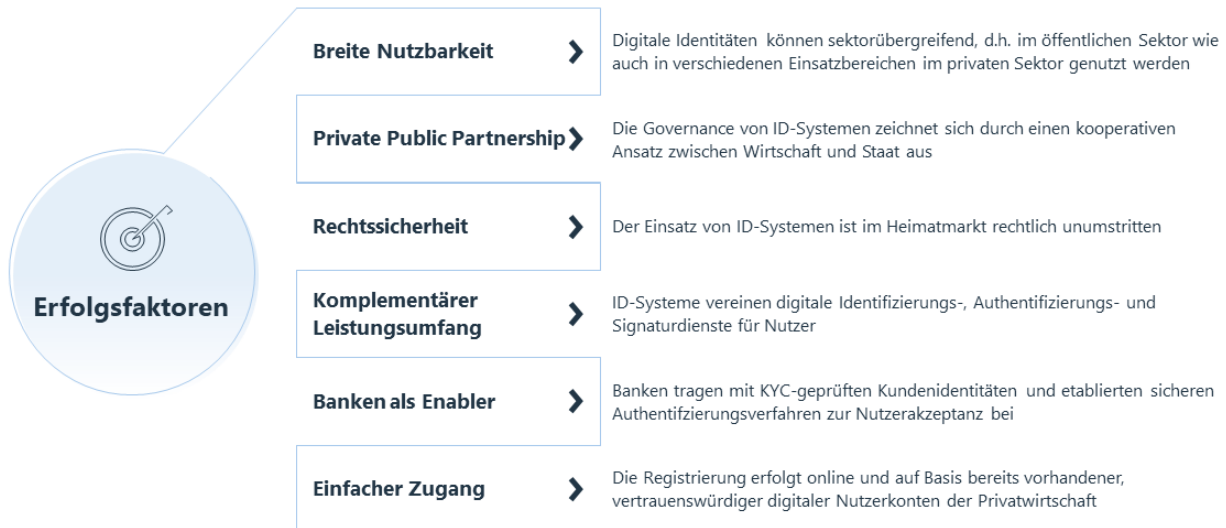 Erfolgsfaktoren
Breite Nutzbarkeit
Digitale Identitäten können sektorübergreifend, d.h. im öffentlichen Sektor wie
auch in verschiedenen Einsatzbereichen im privaten Sektor genutzt werden
Private Public Partnership
Die Governance von ID-Systemen zeichnet sich durch einen kooperativen
Ansatz zwischen Wirtschaft und Staat aus
Rechtssicherheit
Der Einsatz von ID-Systemen ist im Heimatmarkt rechtlich unumstritten
Komplementärer
Leistungsumfang
ID-Systeme vereinen digitale Identifizierungs-, Authentifizierungs- und
Signaturdienste für Nutzer
Banken als Enabler
Banken tragen mit KYC-geprüften Kundenidentitäten und etablierten sicheren
Authentifzierungsverfahren zur Nutzerakzeptanz bei
Einfacher Zugang
Die Registrierung erfolgt online und auf Basis bereits vorhandener,
vertrauenswürdiger digitaler Nutzerkonten der Privatwirtschaft